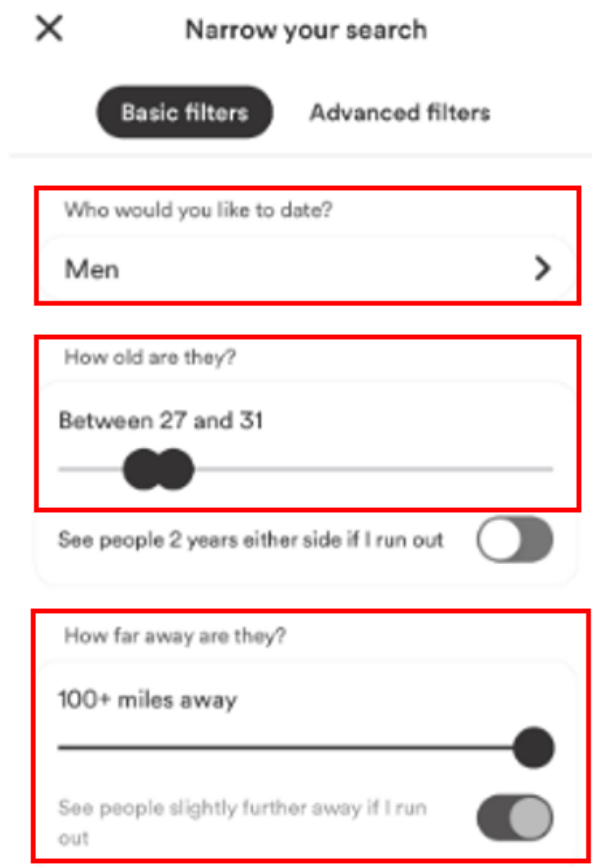 Narrow your search
Basic filters
Advanced filters
Who would you like to date?
Men
How old are they?
Between 27 and 31
See people 2 years either side if I run out
How far away are they?
100+ miles away
See people slightly further away if I run
out